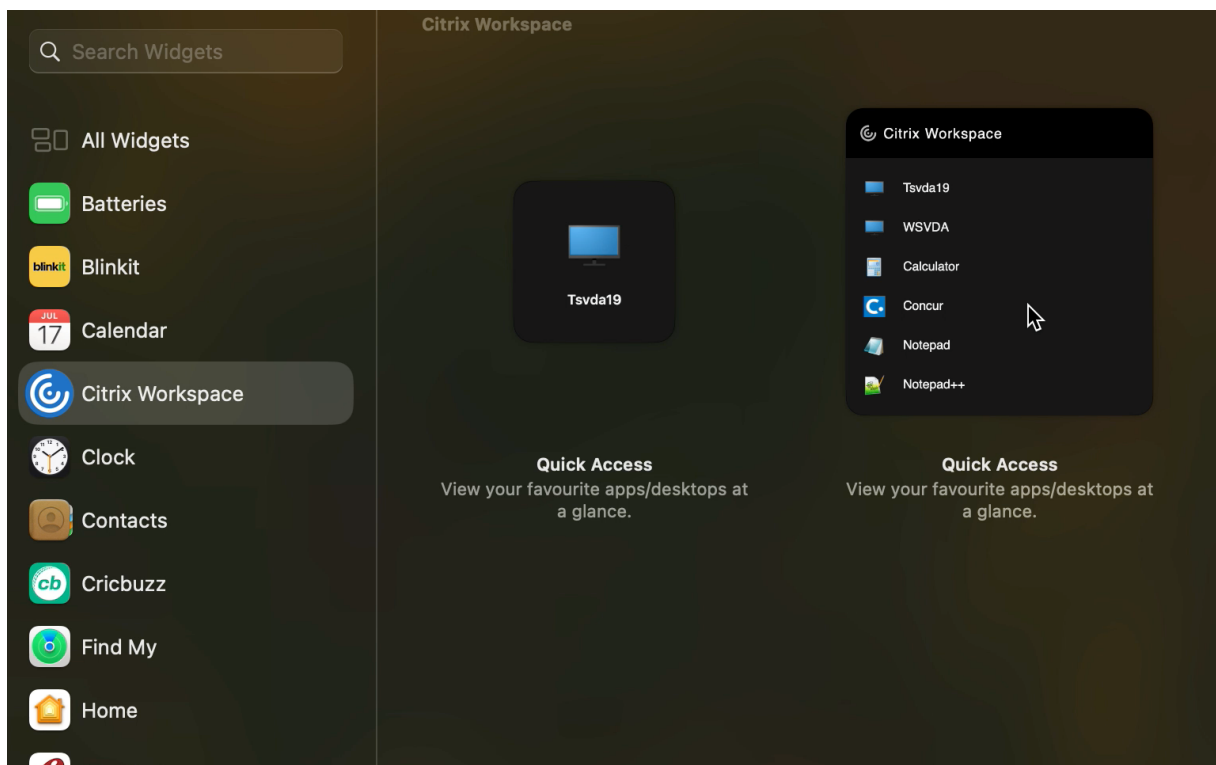 Search Widgets
All Widgets
Batteries
blinkit
Blinkit
JUL
17
Calendar
Citrix Workspace
Clock
cb
Contacts
Cricbuzz
Find My
Home
Citrix Workspace
Tsvda19
Quick Access
View your favourite apps/desktops at
a glance.
Citrix Workspace
Tsvda19
WSVDA
Calculator
C.
Concur
Notepad
Notepad++
Quick Access
View your favourite apps/desktops at
a glance.